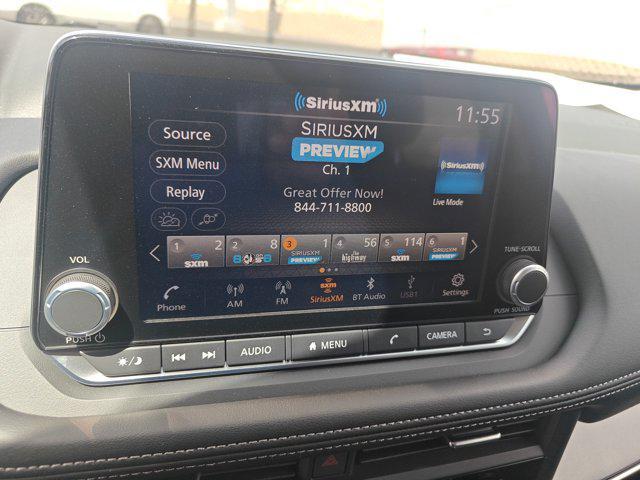 SiriusXM
11:55
Source
SIRIUSXM
PREVIEW
SXM Menu
Ch. 1
SiriusXM
Replay
Great Offer Now!
844-711-8800
Live Mode
1 2
sxm
2 8
3 SIRIUSXM 1
PREVIEW
4 56
highway
5 114
sxm
6 SIRIUSXM 1
PREVIEW
VOL
TUNE·SCROLL
Phone
AM
FM
sxm
SiriusXM
BT Audio
USB1
Settings
PUSH
PUSH SOUND
AUDIO
MENU
CAMERA